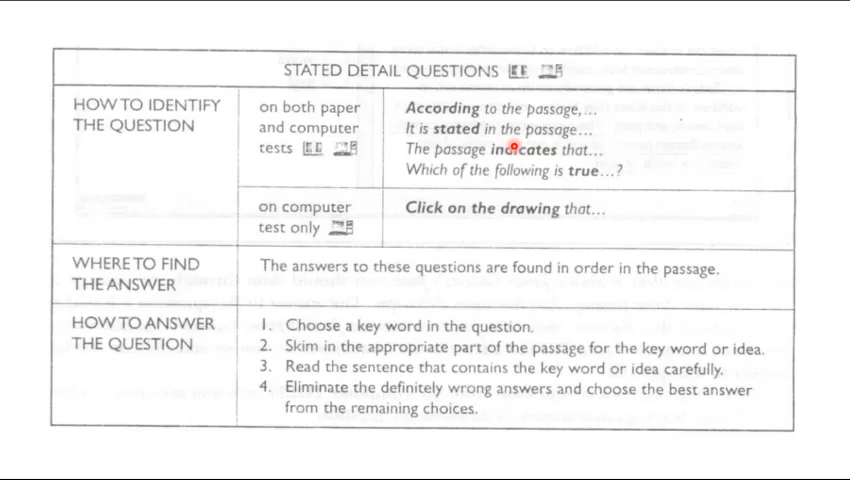 STATED DETAIL QUESTIONS
HOW TO IDENTIFY
THE QUESTION
on both paper
and computer
tests
According to the passage,...
It is stated in the passage...
The passage indicates that...
Which of the following is true...?
on computer
test only
Click on the drawing that...
WHERE TO FIND
THE ANSWER
The answers to these questions are found in order in the passage.
HOW TO ANSWER
THE QUESTION
1. Choose a key word in the question.
2. Skim in the appropriate part of the passage for the key word or idea.
3. Read the sentence that contains the key word or idea carefully.
4. Eliminate the definitely wrong answers and choose the best answer
from the remaining choices.